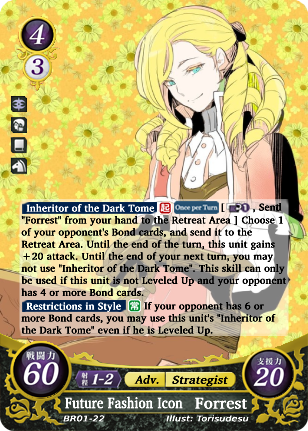 4
3
Inheritor of the Dark Tome 起 Once per Turn [ 1 , Send
"Forrest" from your hand to the Retreat Area ] Choose 1
of your opponent's Bond cards, and send it to the
Retreat Area. Until the end of the turn, this unit gains
+20 attack. Until the end of your next turn, you may
not use "Inheritor of the Dark Tome". This skill can only
be used if this unit is not Leveled Up and your opponent
has 4 or more Bond cards.
Restrictions in Style 常 If your opponent has 6
or more Bond cards, you may use this unit's "Inheritor of
the Dark Tome" even if he is Leveled Up.
戦闘力
60
射程 1-2
Adv. Strategist
支援力
20
Future Fashion Icon Forrest
BR01-22 Illust: Torisudesu